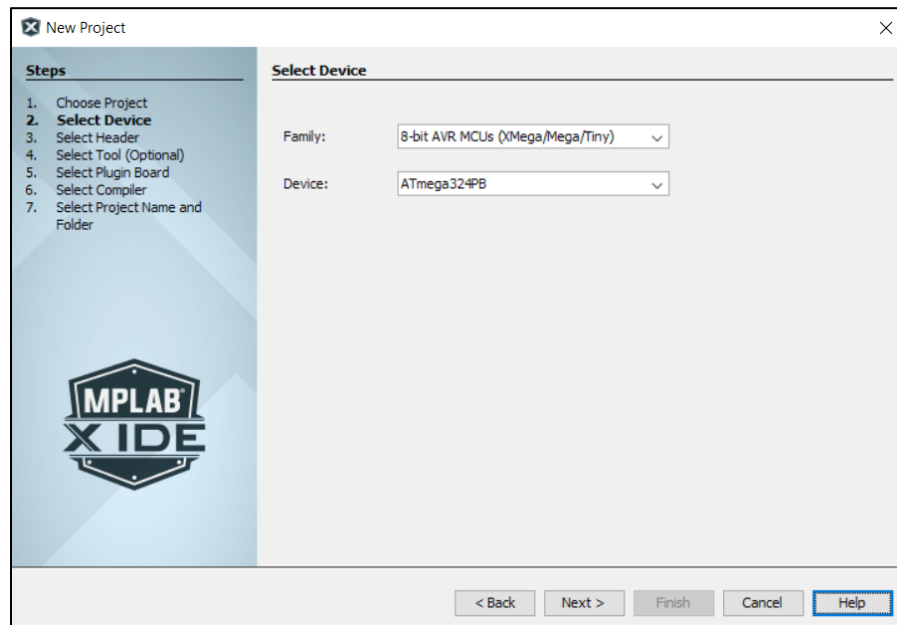 New Project
Steps
1. Choose Project
2. Select Device
3. Select Header
4. Select Tool (Optional)
5. Select Plugin Board
6. Select Compiler
7. Select Project Name and
Folder
MPLAB®
X IDE
Select Device
Family: 8-bit AVR MCUs (XMega/Mega/Tiny)
Device: ATmega324PB
< Back Next > Finish Cancel Help